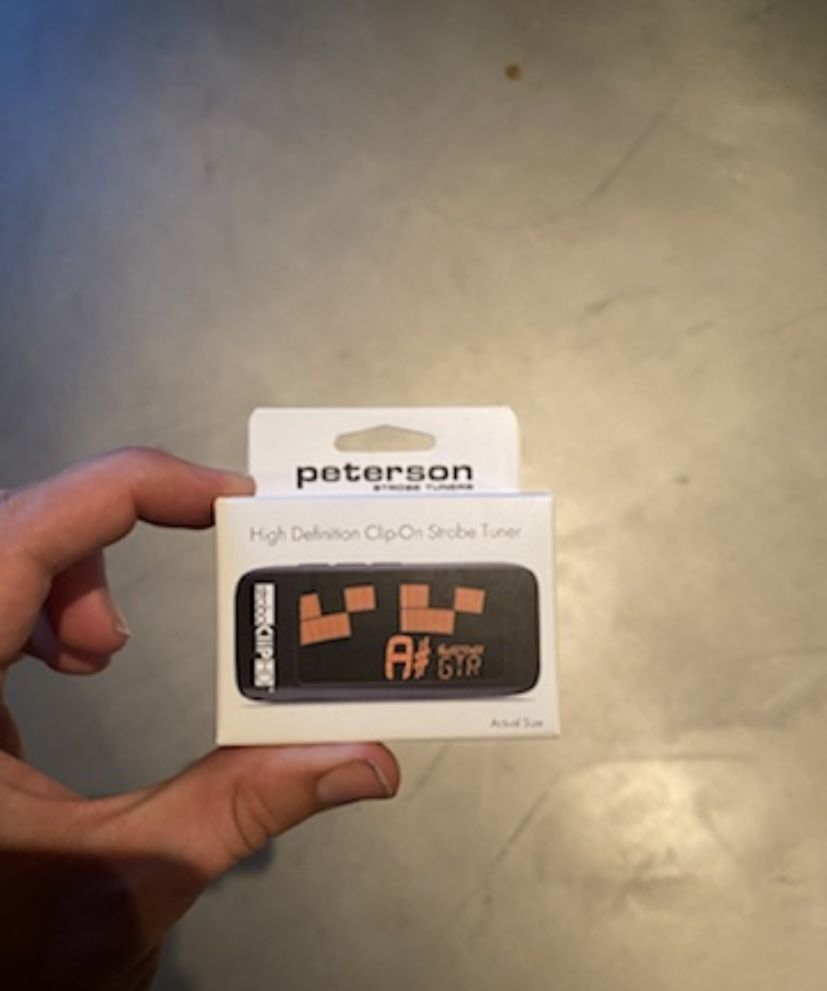 peterson
STROBE TUNERS
High Definition Clip-On Strobe Tuner
A#
GTR
Actual Size